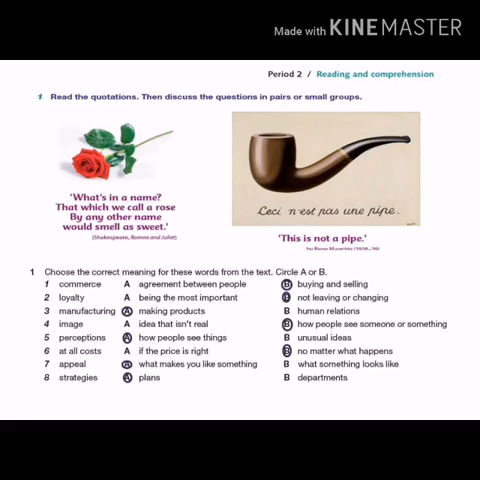 Made with KINEMASTER
Period 2 / Reading and comprehension
1 Read the quotations. Then discuss the questions in pairs or small groups.
'What's in a name?
That which we call a rose
By any other name
would smell as sweet.'
(Shakespeare, Romeo and Juliet)
Ceci n'est pas une pipe.
'This is not a pipe.'
by Rene Magritte
1 Choose the correct meaning for these words from the text. Circle A or B.
1 commerce A agreement between people B buying and selling
2 loyalty A being the most important B not leaving or changing
3 manufacturing A making products B human relations
4 image A idea that isn't real B how people see someone or something
5 perceptions A how people see things B unusual ideas
6 at all costs A if the price is right B no matter what happens
7 appeal A what makes you like something B what something looks like
8 strategies A plans B departments